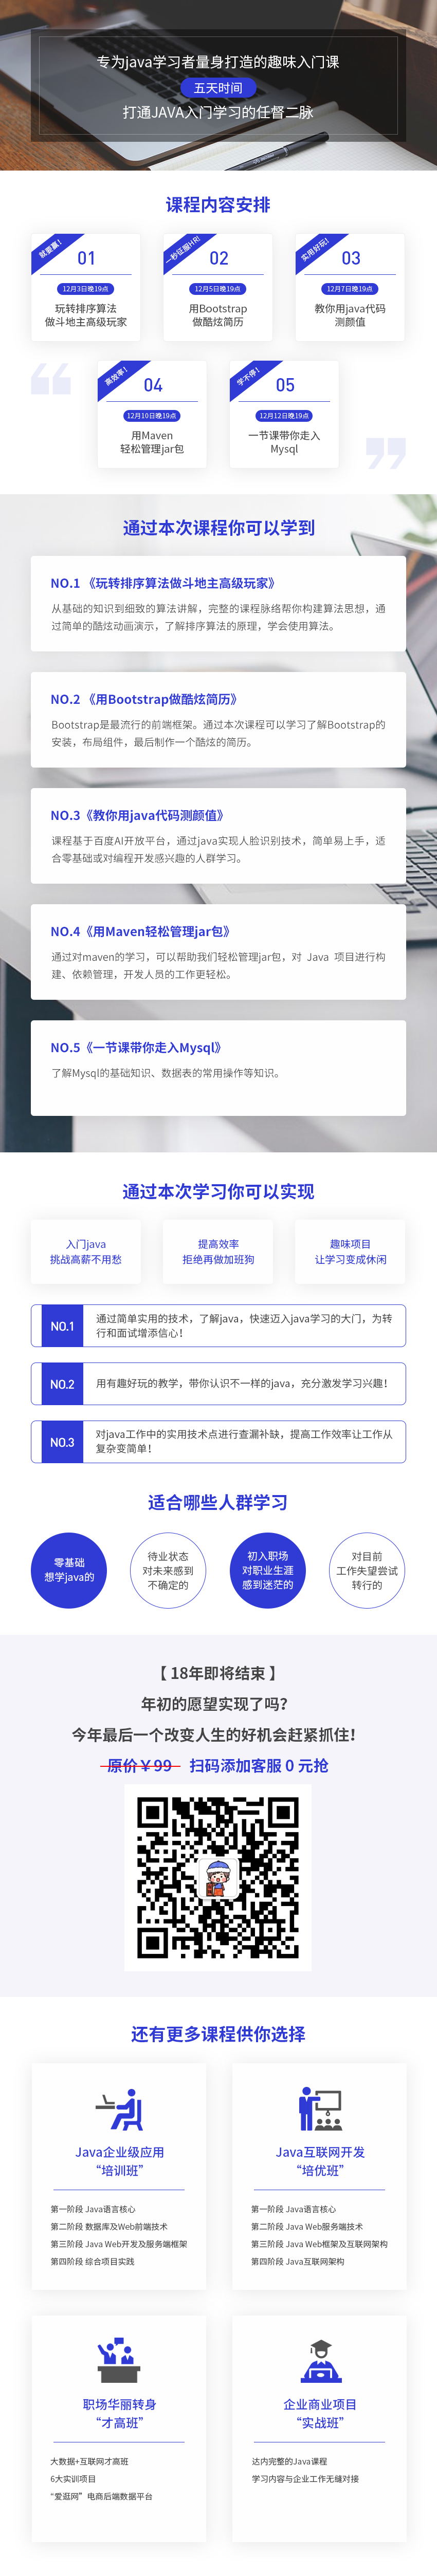 专为java学习者量身打造的趣味入门课
五天时间
打通JAVA入门学习的任督二脉
课程内容安排
就要赢！
01
12月3日晚19点
玩转排序算法
做斗地主高级玩家
一秒征服HR!
02
12月5日晚19点
用Bootstrap
做酷炫简历
实用好玩！
03
12月7日晚19点
教你用java代码
测颜值
高效率！
04
12月10日晚19点
用Maven
轻松管理jar包
学不停！
05
12月12日晚19点
一节课带你走入
Mysql
通过本次课程你可以学到
NO.1 《玩转排序算法做斗地主高级玩家》
从基础的知识到细致的算法讲解，完整的课程脉络帮你构建算法思想，通
过简单的酷炫动画演示，了解排序算法的原理，学会使用算法。
NO.2 《用Bootstrap做酷炫简历》
Bootstrap是最流行的前端框架。通过本次课程可以学习了解Bootstrap的
安装，布局组件，最后制作一个酷炫的简历。
NO.3《教你用java代码测颜值》
课程基于百度AI开放平台，通过java实现人脸识别技术，简单易上手，适
合零基础或对编程开发感兴趣的人群学习。
NO.4《用Maven轻松管理jar包》
通过对maven的学习，可以帮助我们轻松管理jar包，对 Java 项目进行构
建、依赖管理，开发人员的工作更轻松。
NO.5《一节课带你走入Mysql》
了解Mysql的基础知识、数据表的常用操作等知识。
通过本次学习你可以实现
入门java
挑战高薪不用愁
提高效率
拒绝再做加班狗
趣味项目
让学习变成休闲
NO.1
通过简单实用的技术，了解java，快速迈入java学习的大门，为转
行和面试增添信心！
NO.2
用有趣好玩的教学，带你认识不一样的java，充分激发学习兴趣！
NO.3
对java工作中的实用技术点进行查漏补缺，提高工作效率让工作从
复杂变简单！
适合哪些人群学习
零基础
想学java的
待业状态
对未来感到
不确定的
初入职场
对职业生涯
感到迷茫的
对目前
工作失望尝试
转行的
【 18年即将结束 】
年初的愿望实现了吗？
今年最后一个改变人生的好机会赶紧抓住！
原价￥99 扫码添加客服 0 元抢
还有更多课程供你选择
Java企业级应用
“培训班”
第一阶段 Java语言核心
第二阶段 数据库及Web前端技术
第三阶段 Java Web开发及服务端框架
第四阶段 综合项目实践
Java互联网开发
“培优班”
第一阶段 Java语言核心
第二阶段 Java Web服务端技术
第三阶段 Java Web框架及互联网架构
第四阶段 Java互联网架构
职场华丽转身
“才高班”
大数据+互联网才高班
6大实训项目
“爱逛网”电商后端数据平台
企业商业项目
“实战班”
达内完整的Java课程
学习内容与企业工作无缝对接